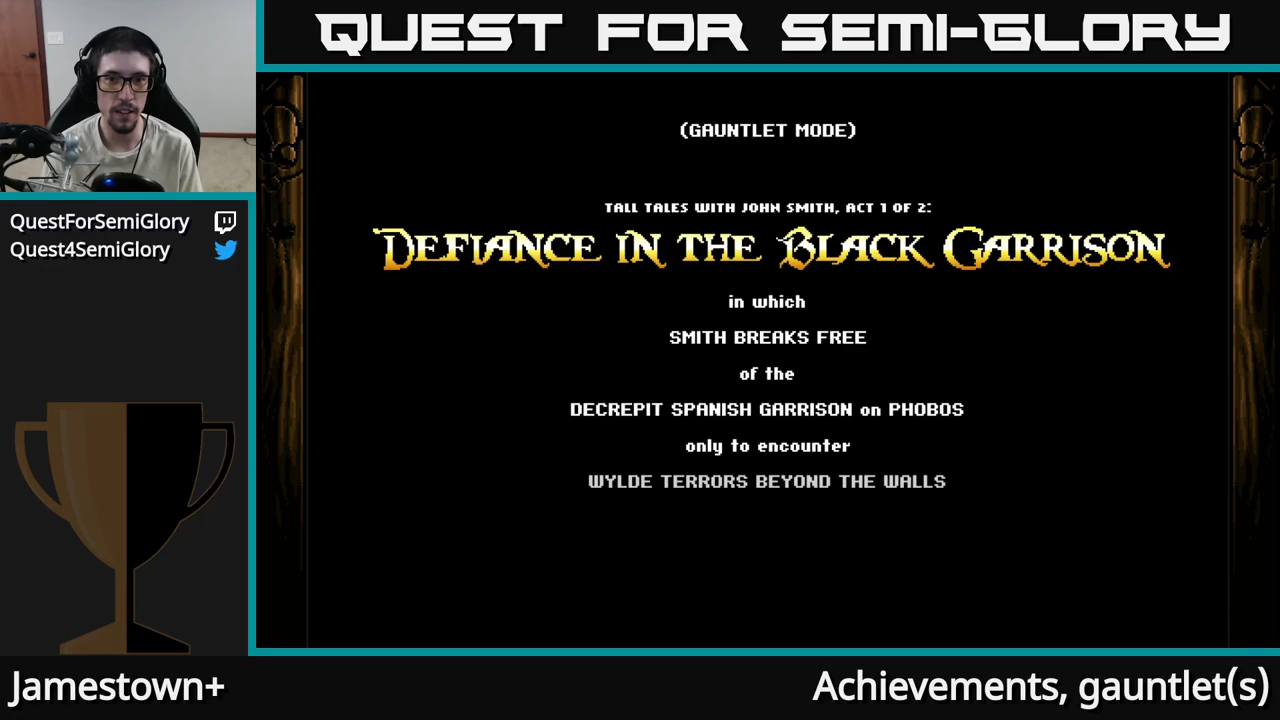 QUEST FOR SEMI-GLORY
QuestForSemiGlory
Quest4SemiGlory
(GAUNTLET MODE)
TALL TALES WITH JOHN SMITH, ACT 1 OF 2:
DEFIANCE IN THE BLACK GARRISON
in which
SMITH BREAKS FREE
of the
DECREPIT SPANISH GARRISON on PHOBOS
only to encounter
WYLDE TERRORS BEYOND THE WALLS
Jamestown+
Achievements, gauntlet(s)